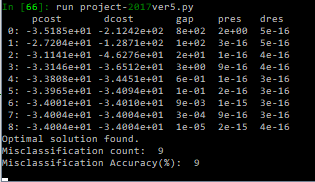 In [66]: run project-2017ver5.py
     pcost       dcost       gap    pres   dres
 0: -3.5185e+01 -2.1242e+02  8e+02  2e+00  5e-16
 1: -2.7204e+01 -1.2871e+02  1e+02  3e-16  5e-16
 2: -3.1141e+01 -4.6276e+01  2e+01  1e-16  4e-16
 3: -3.3146e+01 -3.6512e+01  3e+00  9e-16  4e-16
 4: -3.3808e+01 -3.4451e+01  6e-01  1e-16  3e-16
 5: -3.3965e+01 -3.4094e+01  1e-01  2e-16  3e-16
 6: -3.4001e+01 -3.4010e+01  9e-03  1e-15  3e-16
 7: -3.4004e+01 -3.4004e+01  3e-04  9e-16  3e-16
 8: -3.4004e+01 -3.4004e+01  1e-05  2e-15  4e-16
Optimal solution found.
Misclassification count:  9
Misclassification Accuracy(%):  9